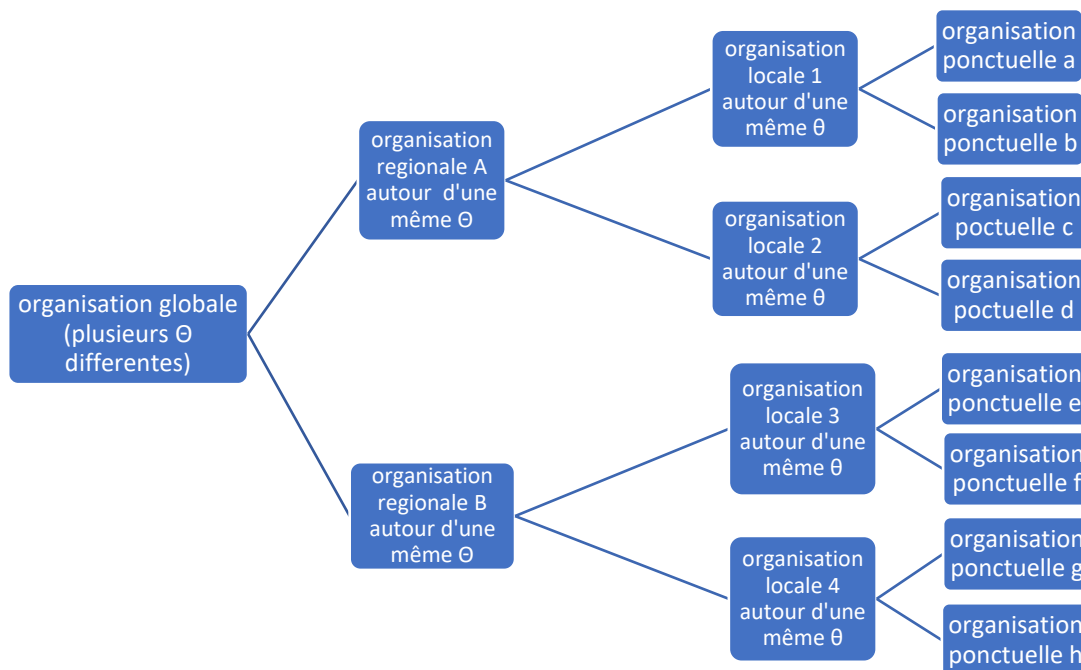 organisation globale
(plusieurs Θ
differentes)
organisation
regionale A
autour d'une
même Θ
organisation
locale 1
autour d'une
même θ
organisation
ponctuelle a
organisation
ponctuelle b
organisation
locale 2
autour d'une
même θ
organisation
poctuelle c
organisation
poctuelle d
organisation
regionale B
autour d'une
même Θ
organisation
locale 3
autour d'une
même θ
organisation
ponctuelle e
organisation
ponctuelle f
organisation
locale 4
autour d'une
même θ
organisation
ponctuelle g
organisation
ponctuelle h